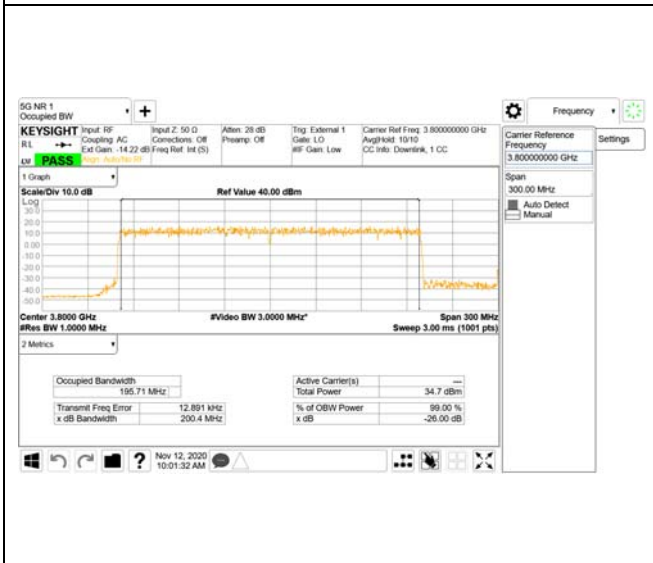 5G NR 1
Occupied BW
Frequency
KEYSIGHT
R L
PASS
Input: RF
Coupling: AC
Ext Gain: -14.22 dB
Align: Auto/No RF
Input Z: 50 Ω
Corrections: Off
Freq Ref: Int (S)
Atten: 28 dB
Preamp: Off
Trig: External 1
Gate: LO
#IF Gain: Low
Carrier Ref Freq: 3.800000000 GHz
Avg|Hold: 10/10
CC Info: Downlink, 1 CC
Carrier Reference
Frequency
3.800000000 GHz
Settings
Span
300.00 MHz
Auto Detect
Manual
1 Graph
Scale/Div 10.0 dB
Ref Value 40.00 dBm
Log
30.0
20.0
10.0
0.00
-10.0
-20.0
-30.0
-40.0
-50.0
Center 3.8000 GHz
#Video BW 3.0000 MHz*
Span 300 MHz
#Res BW 1.0000 MHz
Sweep 3.00 ms (1001 pts)
2 Metrics
Occupied Bandwidth
195.71 MHz
Active Carrier(s)
---
Total Power
34.7 dBm
Transmit Freq Error
12.891 kHz
% of OBW Power
99.00 %
x dB Bandwidth
200.4 MHz
x dB
-26.00 dB
?
Nov 12, 2020
10:01:32 AM